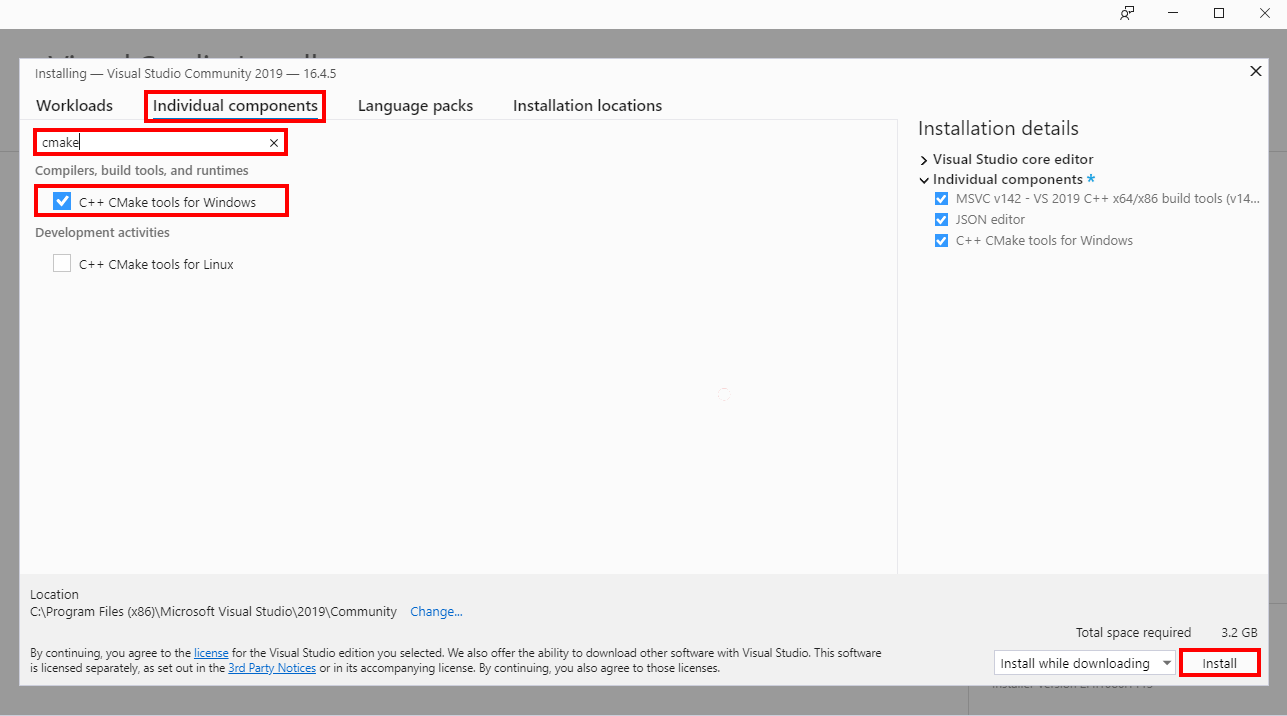 Installing — Visual Studio Community 2019 — 16.4.5
Workloads
Individual components
Language packs
Installation locations
cmake
Compilers, build tools, and runtimes
C++ CMake tools for Windows
Development activities
C++ CMake tools for Linux
Installation details
Visual Studio core editor
Individual components *
MSVC v142 - VS 2019 C++ x64/x86 build tools (v14...
JSON editor
C++ CMake tools for Windows
Location
C:\Program Files (x86)\Microsoft Visual Studio\2019\Community Change...
By continuing, you agree to the license for the Visual Studio edition you selected. We also offer the ability to download other software with Visual Studio. This software
is licensed separately, as set out in the 3rd Party Notices or in its accompanying license. By continuing, you also agree to those licenses.
Total space required 3.2 GB
Install while downloading
Install